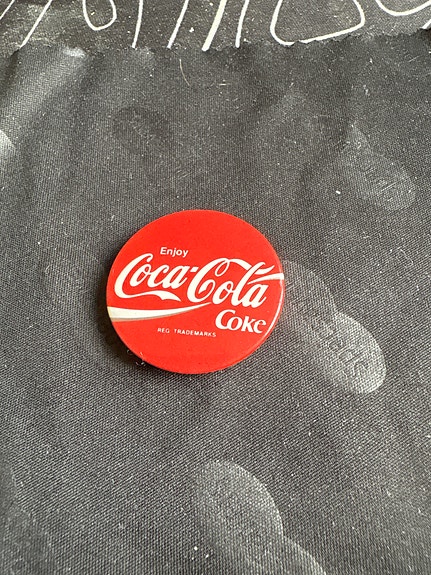 Enjoy
Coca-Cola
Coke
REG. TRADEMARKS